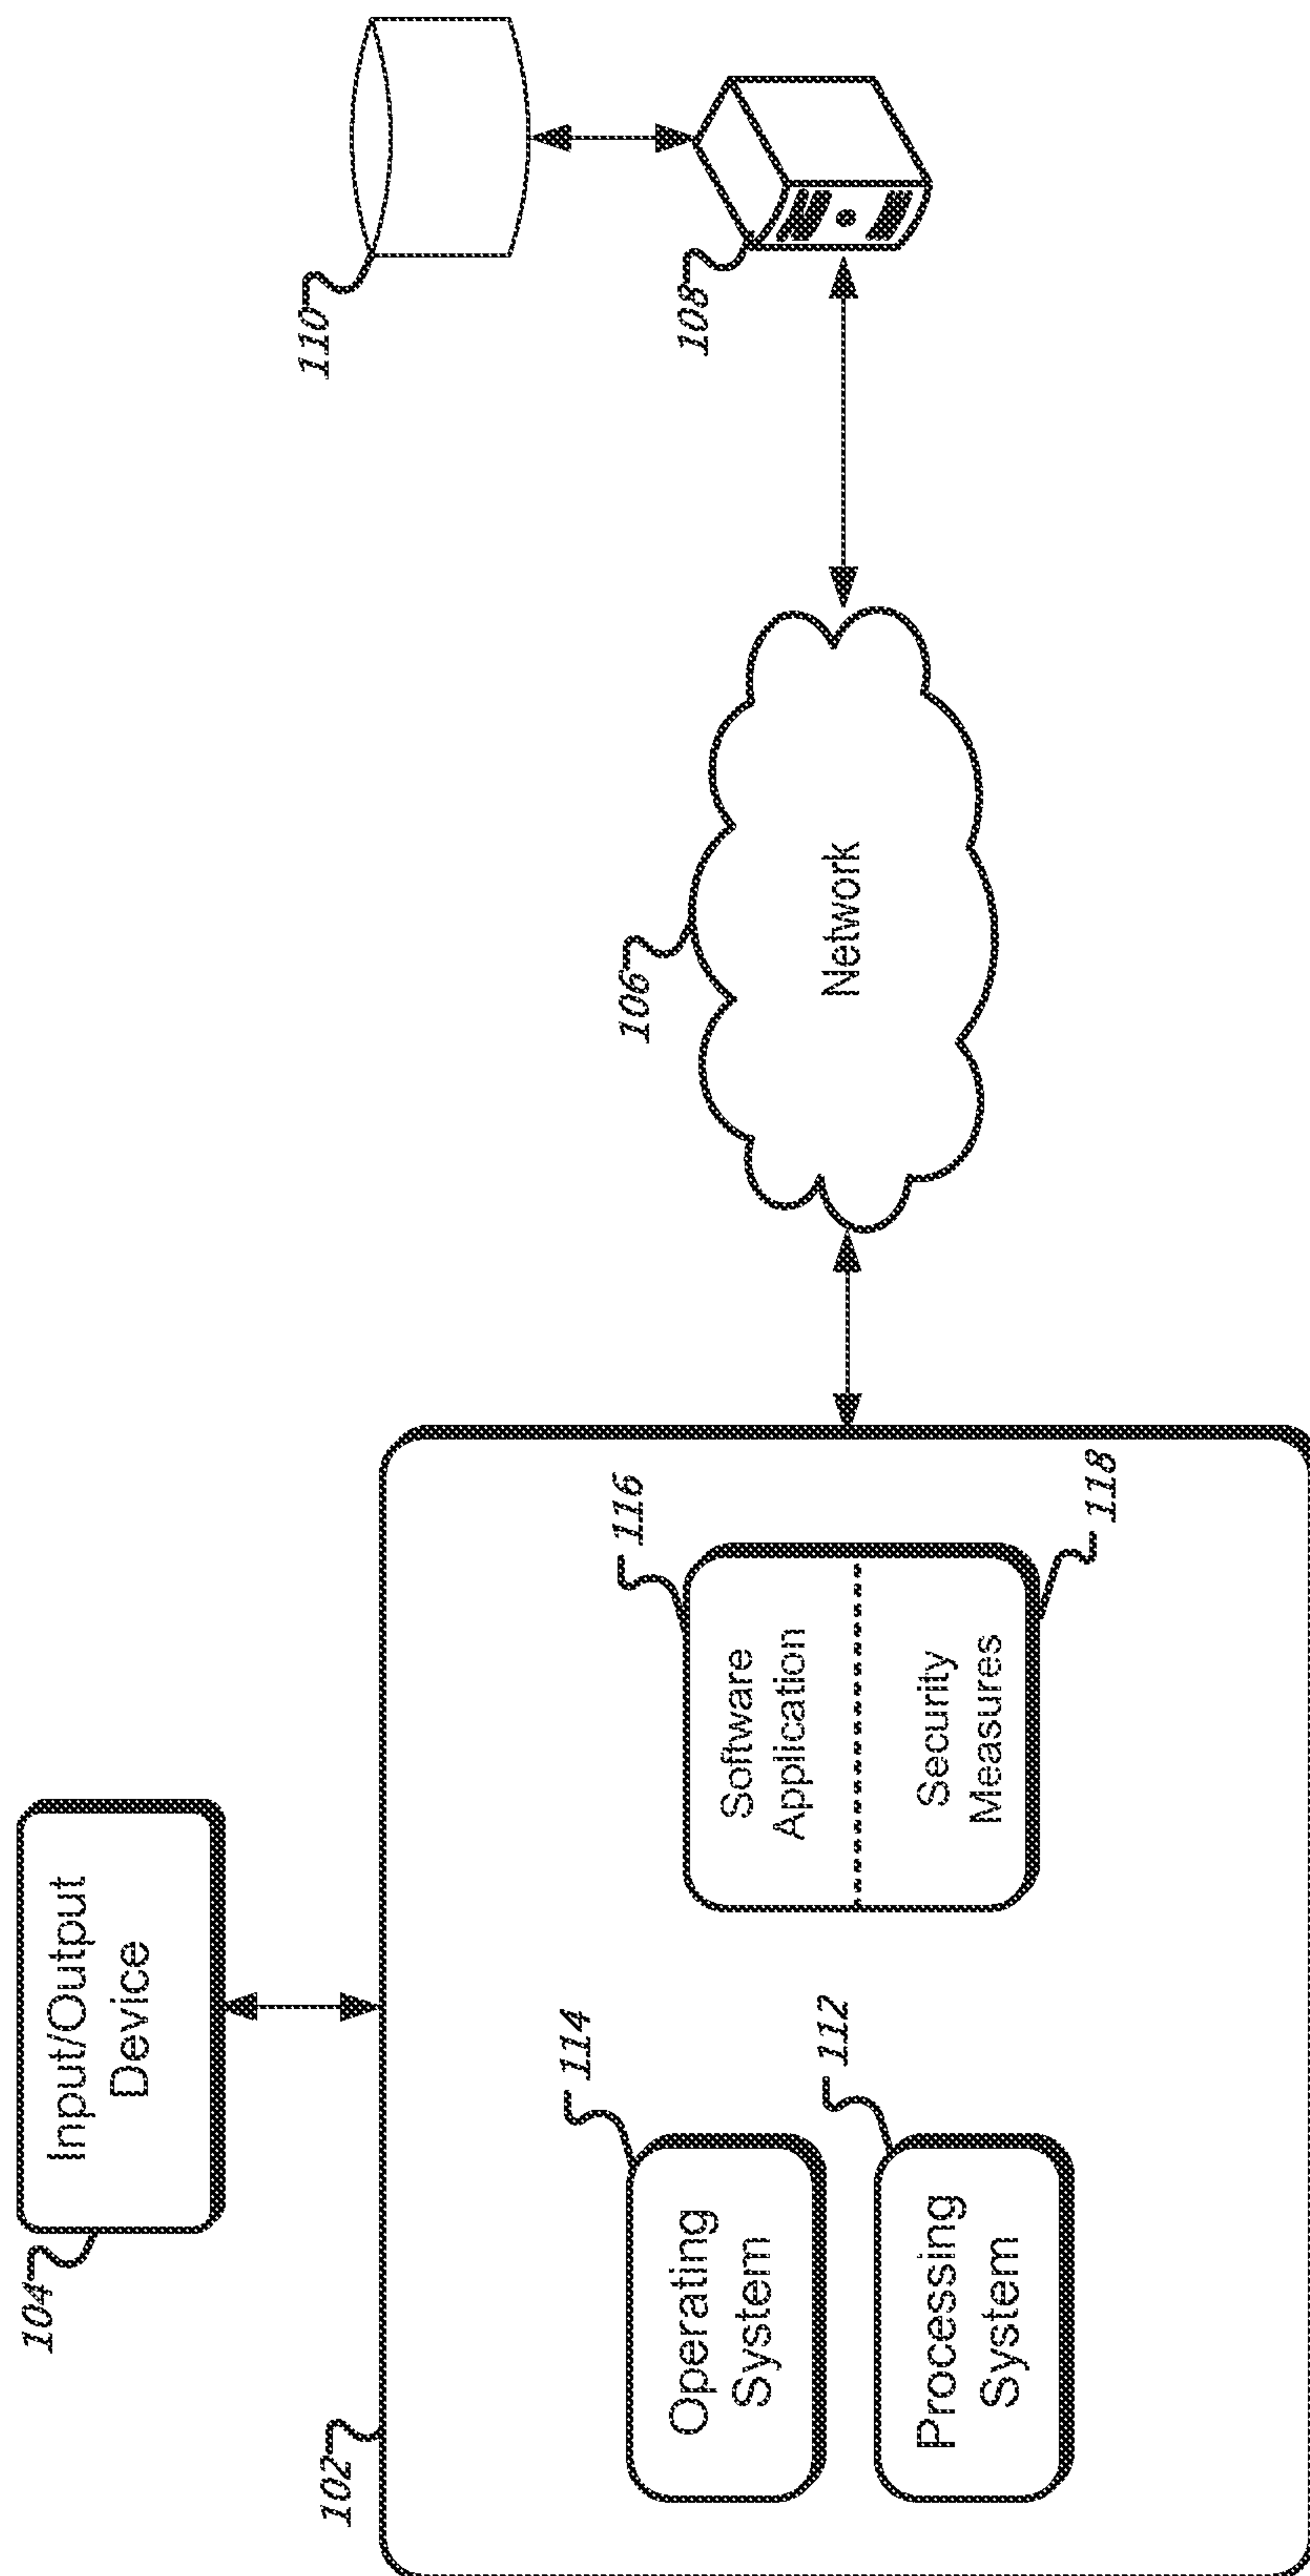 104
Input/Output
Device
102
114
Operating
System
112
Processing
System
116
Software
Application
Security
Measures
118
106
Network
110
108